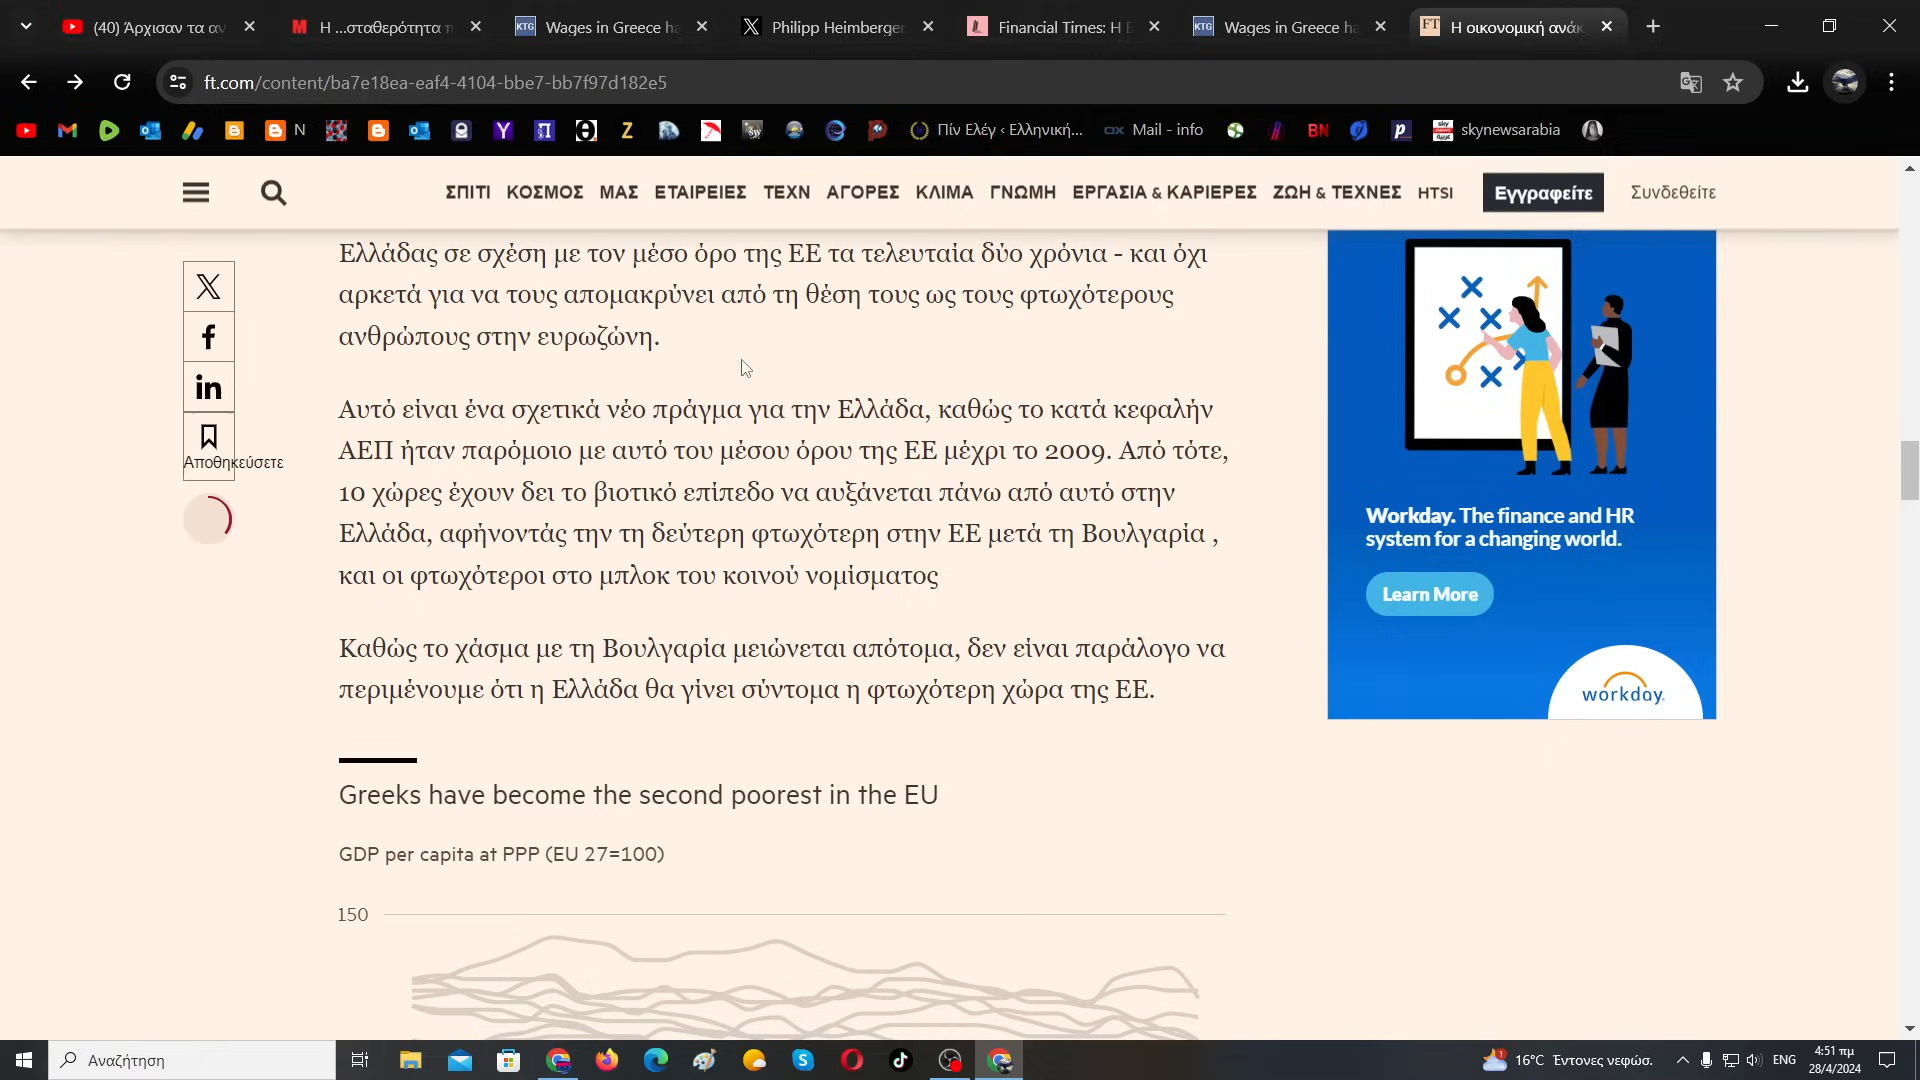 (40) Άρχισαν τα αν
Η ...σταθερότητα π
Wages in Greece ha
Philipp Heimberger
Financial Times: Η Ε
Wages in Greece ha
Η οικονομική ανάκ
ft.com/content/ba7e18ea-eaf4-4104-bbe7-bb7f97d182e5
N
Πίν Ελέγ ‹ Ελληνική...
Mail - info
BN
skynewsarabia
ΣΠΙΤΙ ΚΟΣΜΟΣ ΜΑΣ ΕΤΑΙΡΕΙΕΣ ΤΕΧΝ ΑΓΟΡΕΣ ΚΛΙΜΑ ΓΝΩΜΗ ΕΡΓΑΣΙΑ & ΚΑΡΙΕΡΕΣ ΖΩΗ & ΤΕΧΝΕΣ HTSI Εγγραφείτε Συνδεθείτε
Ελλάδας σε σχέση με τον μέσο όρο της ΕΕ τα τελευταία δύο χρόνια - και όχι
αρκετά για να τους απομακρύνει από τη θέση τους ως τους φτωχότερους
ανθρώπους στην ευρωζώνη.
Αποθηκεύσετε
Αυτό είναι ένα σχετικά νέο πράγμα για την Ελλάδα, καθώς το κατά κεφαλήν
ΑΕΠ ήταν παρόμοιο με αυτό του μέσου όρου της ΕΕ μέχρι το 2009. Από τότε,
10 χώρες έχουν δει το βιοτικό επίπεδο να αυξάνεται πάνω από αυτό στην
Ελλάδα, αφήνοντάς την τη δεύτερη φτωχότερη στην ΕΕ μετά τη Βουλγαρία ,
και οι φτωχότεροι στο μπλοκ του κοινού νομίσματος
Καθώς το χάσμα με τη Βουλγαρία μειώνεται απότομα, δεν είναι παράλογο να
περιμένουμε ότι η Ελλάδα θα γίνει σύντομα η φτωχότερη χώρα της ΕΕ.
Workday. The finance and HR
system for a changing world.
Learn More
workday.
Greeks have become the second poorest in the EU
GDP per capita at PPP (EU 27=100)
150
Αναζήτηση
16°C Έντονες νεφώσ.
ENG
4:51 πμ
28/4/2024